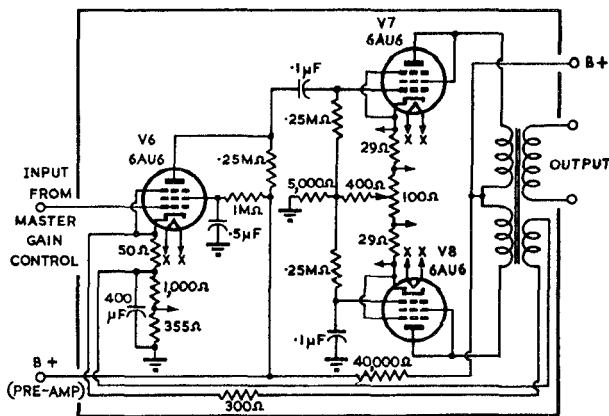 V7
6AU6
B+
.1µF
V6
6AU6
.25MΩ
.25MΩ
29Ω
X X
INPUT
FROM
MASTER
GAIN
CONTROL
5,000Ω
400Ω
100Ω
OUTPUT
1MΩ
.5µF
X X
50Ω
29Ω
X X
V8
6AU6
.25MΩ
1,000Ω
400
µF
355Ω
.1µF
B+
(PRE-AMP)
40,000Ω
300Ω